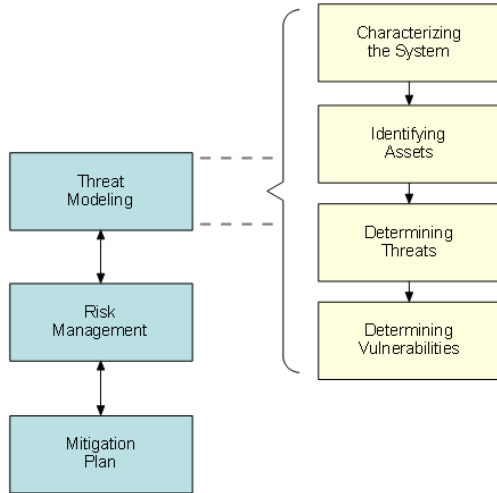 Characterizing
the System
Identifying
Assets
Threat
Modeling
Determining
Threats
Risk
Management
Determining
Vulnerabilities
Mitigation
Plan